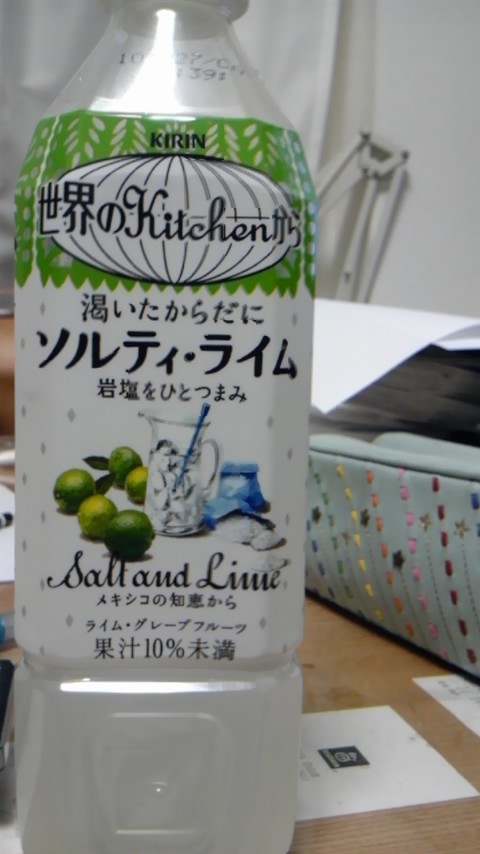 KIRIN
世界のKitchenから
渇いたからだに
ソルティ・ライム
岩塩をひとつまみ
Salt and Lime
メキシコの知恵から
ライム・グレープフルーツ
果汁10%未満